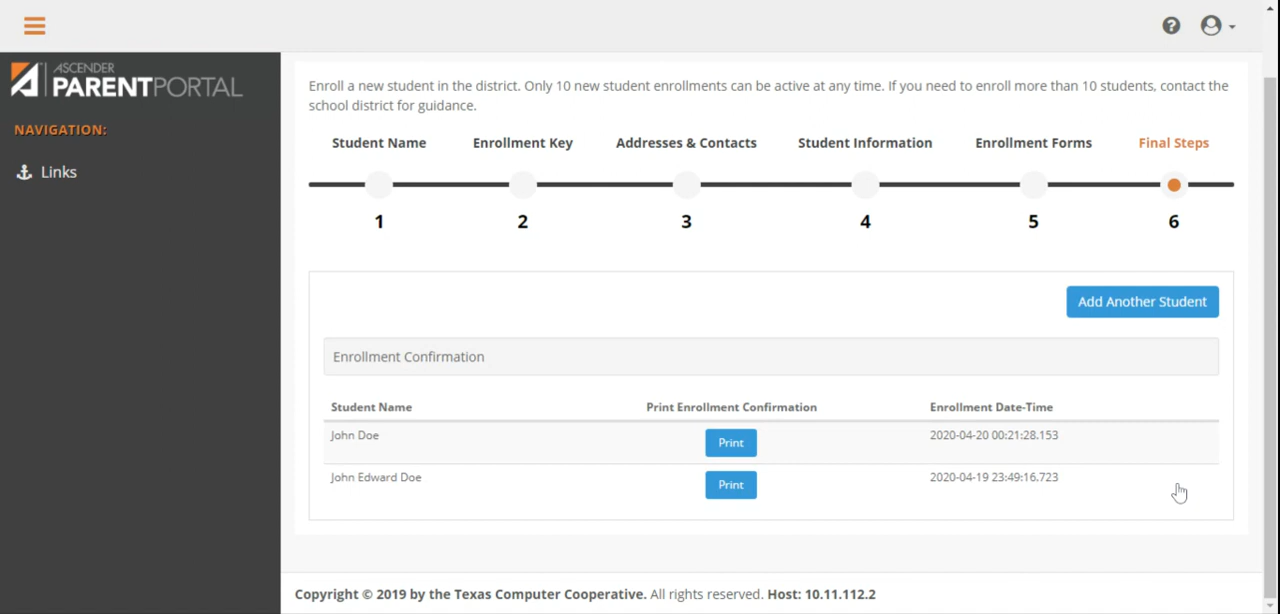 ASCENDER
PARENTPORTAL
NAVIGATION:
Links
Enroll a new student in the district. Only 10 new student enrollments can be active at any time. If you need to enroll more than 10 students, contact the
school district for guidance.
Student Name Enrollment Key Addresses & Contacts Student Information Enrollment Forms Final Steps
1 2 3 4 5 6
Add Another Student
Enrollment Confirmation
Student Name Print Enrollment Confirmation Enrollment Date-Time
John Doe Print 2020-04-20 00:21:28.153
John Edward Doe Print 2020-04-19 23:49:16.723
Copyright © 2019 by the Texas Computer Cooperative. All rights reserved. Host: 10.11.112.2